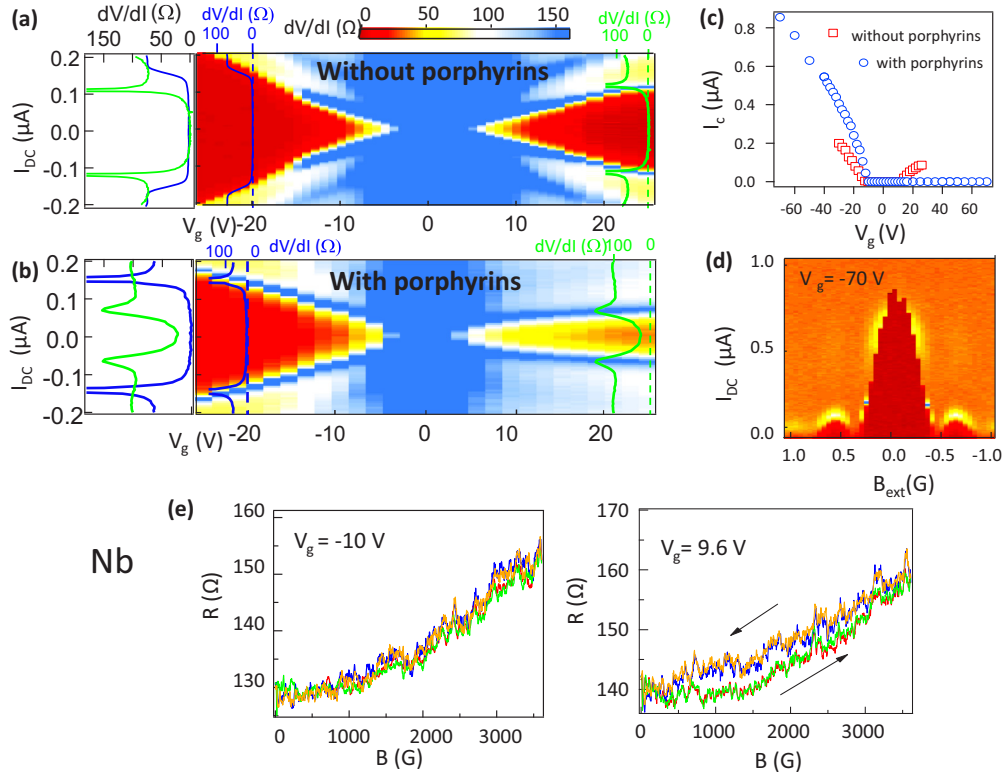 (a)
dV/dI (Ω)
150 75 0
dV/dI (Ω)
100 0
dV/dI (Ω)
0 50 100 150
dV/dI (Ω)
100 0
Without porphyrins
I_DC (µA)
0.2
0.1
0.0
-0.1
-0.2
V_g (V) -20 -10 0 10 20
(b)
dV/dI (Ω)
100 0
dV/dI (Ω)
100 0
With porphyrins
I_DC (µA)
0.2
0.1
0.0
-0.1
-0.2
V_g (V) -20 -10 0 10 20
(c)
without porphyrins
with porphyrins
I_c (µA)
0.8
0.6
0.4
0.2
0.0
-60 -40 -20 0 20 40 60
V_g (V)
(d)
V_g= -70 V
I_DC (µA)
1.0
0.5
0.0
1.0 0.5 0.0 -0.5 -1.0
B_ext(G)
Nb
(e)
V_g = -10 V
R (Ω)
160
150
140
130
0 1000 2000 3000
B (G)
V_g = 9.6 V
R (Ω)
170
160
150
140
0 1000 2000 3000
B (G)